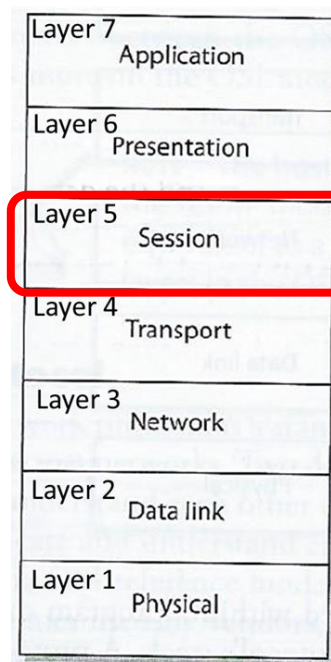 Layer 7
Application
Layer 6
Presentation
Layer 5
Session
Layer 4
Transport
Layer 3
Network
Layer 2
Data link
Layer 1
Physical